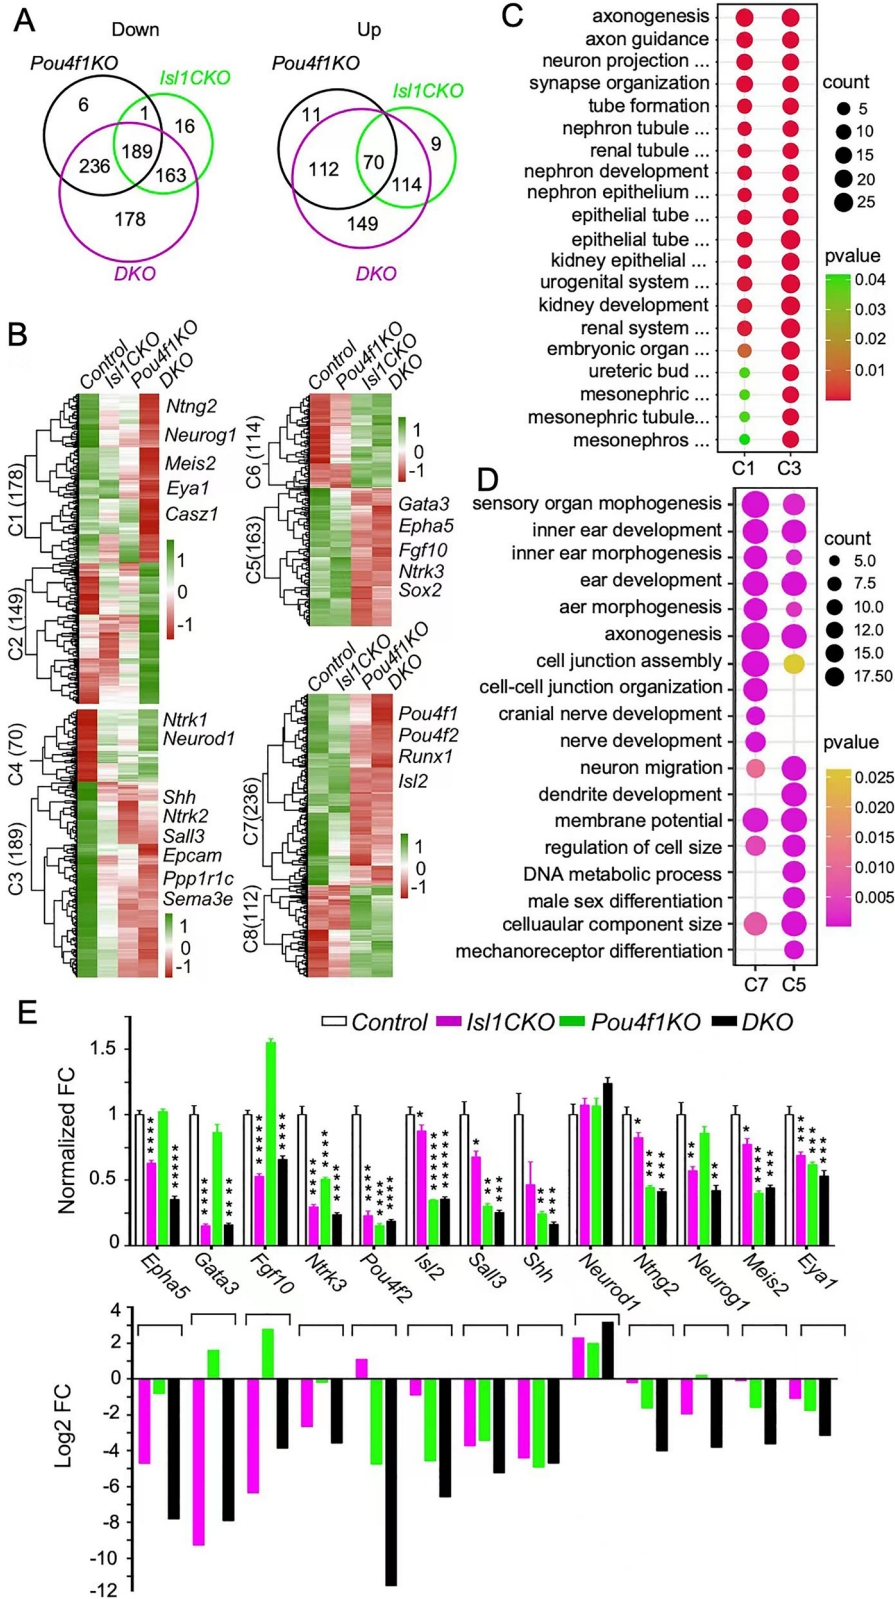 A
Down
Up
Pou4f1KO
Isl1CKO
6
1
16
236
189
163
178
DKO
Pou4f1KO
Isl1CKO
11
9
112
70
114
149
DKO
B
Control
Isl1CKO
Pou4f1KO
DKO
C1 (178)
C2 (149)
Ntng2
Neurog1
Meis2
Eya1
Casz1
1
0
-1
C4 (70)
C3 (189)
Ntrk1
Neurod1
Shh
Ntrk2
Sall3
Epcam
Ppp1r1c
Sema3e
1
0
-1
Control
Pou4f1KO
Isl1CKO
DKO
C6 (114)
C5(163)
1
0
-1
Gata3
Epha5
Fgf10
Ntrk3
Sox2
Control
Isl1CKO
Pou4f1KO
DKO
C7(236)
C8(112)
Pou4f1
Pou4f2
Runx1
Isl2
1
0
-1
C
axonogenesis
axon guidance
neuron projection ...
synapse organization
tube formation
nephron tubule ...
renal tubule ...
nephron development
nephron epithelium ...
epithelial tube ...
epithelial tube ...
kidney epithelial ...
urogenital system ...
kidney development
renal system ...
embryonic organ ...
ureteric bud ...
mesonephric ...
mesonephric tubule...
mesonephros ...
C1
C3
count
5
10
15
20
25
pvalue
0.04
0.03
0.02
0.01
D
sensory organ mophogenesis
inner ear development
inner ear morphogenesis
ear development
aer morphogenesis
axonogenesis
cell junction assembly
cell-cell junction organization
cranial nerve development
nerve development
neuron migration
dendrite development
membrane potential
regulation of cell size
DNA metabolic process
male sex differentiation
celluaular component size
mechanoreceptor differentiation
C7
C5
count
5.0
7.5
10.0
12.0
15.0
17.50
pvalue
0.025
0.020
0.015
0.010
0.005
E
Control
Isl1CKO
Pou4f1KO
DKO
Normalized FC
1.5
1
0.5
0
Epha5
Gata3
Fgf10
Ntrk3
Pou4f2
Isl2
Sall3
Shh
Neurod1
Ntng2
Neurog1
Meis2
Eya1
Log2 FC
4
2
0
-2
-4
-6
-8
-10
-12